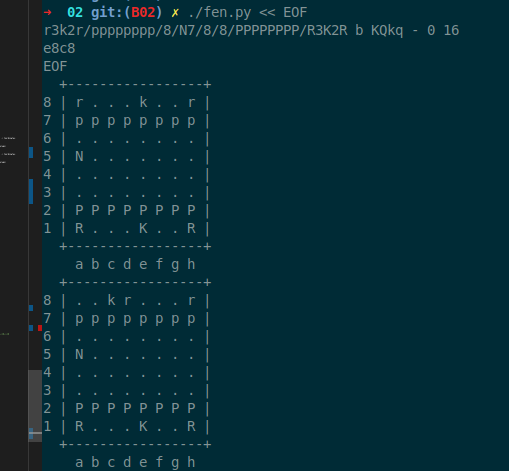 ➜  02 git:(B02) ✗ ./fen.py << EOF
r3k2r/pppppppp/8/N7/8/8/PPPPPPPP/R3K2R b KQkq - 0 16
e8c8
EOF
  +---------------+
8 | r . . . k . . r |
7 | p p p p p p p p |
6 | . . . . . . . . |
5 | N . . . . . . . |
4 | . . . . . . . . |
3 | . . . . . . . . |
2 | P P P P P P P P |
1 | R . . . K . . R |
  +---------------+
    a b c d e f g h
  +---------------+
8 | . . k r . . . r |
7 | p p p p p p p p |
6 | . . . . . . . . |
5 | N . . . . . . . |
4 | . . . . . . . . |
3 | . . . . . . . . |
2 | P P P P P P P P |
1 | R . . . K . . R |
  +---------------+
    a b c d e f g h